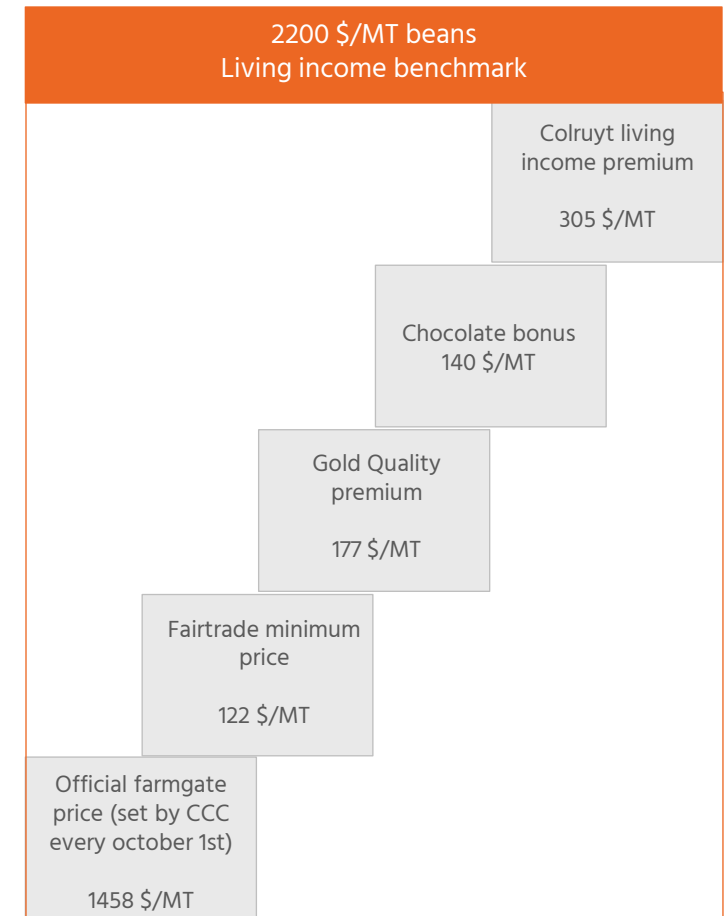 2200 $/MT beans
Living income benchmark
Colruyt living
income premium
305 $/MT
Chocolate bonus
140 $/MT
Gold Quality
premium
177 $/MT
Fairtrade minimum
price
122 $/MT
Official farmgate
price (set by CCC
every october 1st)
1458 $/MT